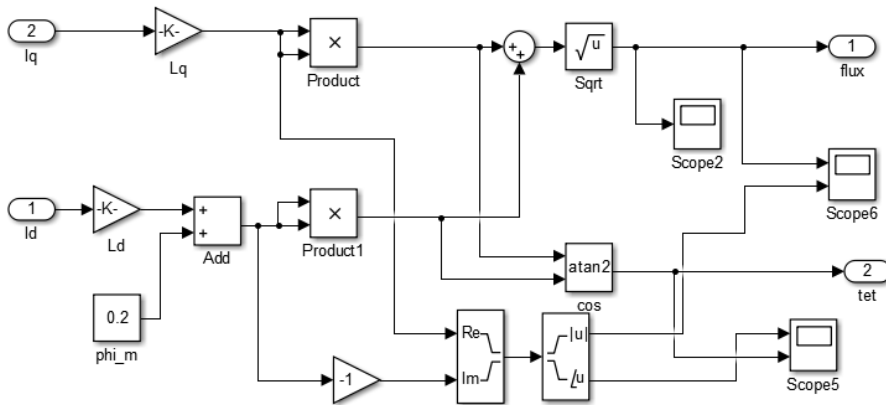 2
Iq
-K-
Lq
×
Product
+
+
√u
Sqrt
1
flux
Scope2
Scope6
1
Id
-K-
Ld
+
+
Add
×
Product1
atan2
cos
2
tet
0.2
phi_m
-1
Re
Im
|u|
∠u
Scope5